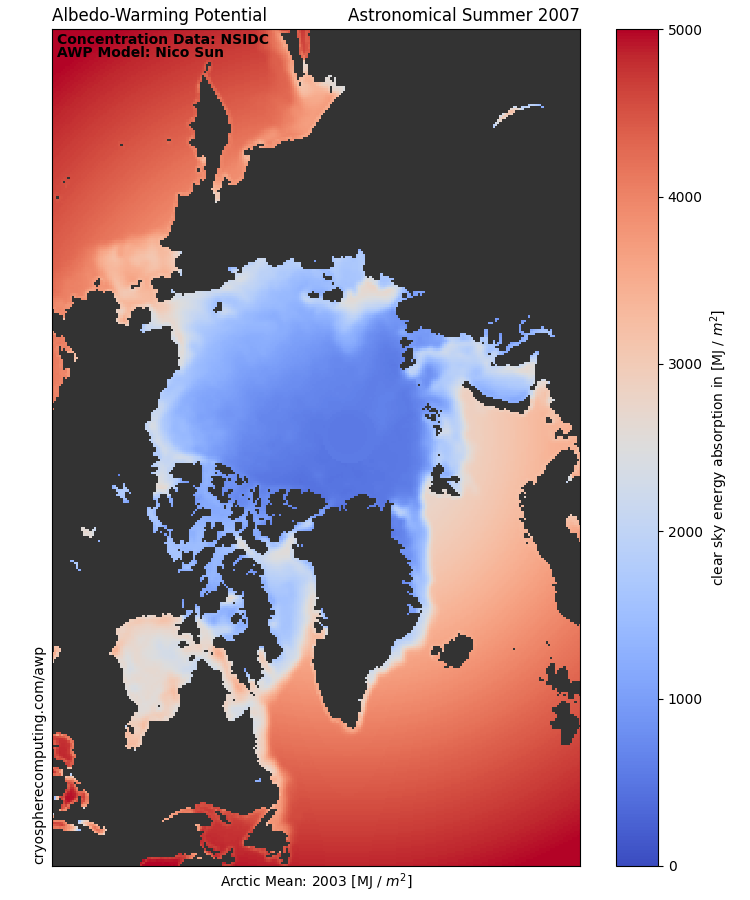 Albedo-Warming Potential
Astronomical Summer 2007
Concentration Data: NSIDC
AWP Model: Nico Sun
5000
4000
3000
2000
1000
0
clear sky energy absorption in [MJ / m²]
cryospherecomputing.com/awp
Arctic Mean: 2003 [MJ / m²]